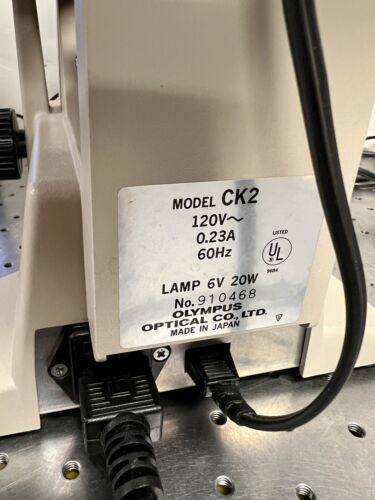 MODEL CK2
120V～
0.23A
60Hz
LISTED
UL
96R4
LAMP 6V 20W
No. 910468
OLYMPUS
OPTICAL CO., LTD.
MADE IN JAPAN